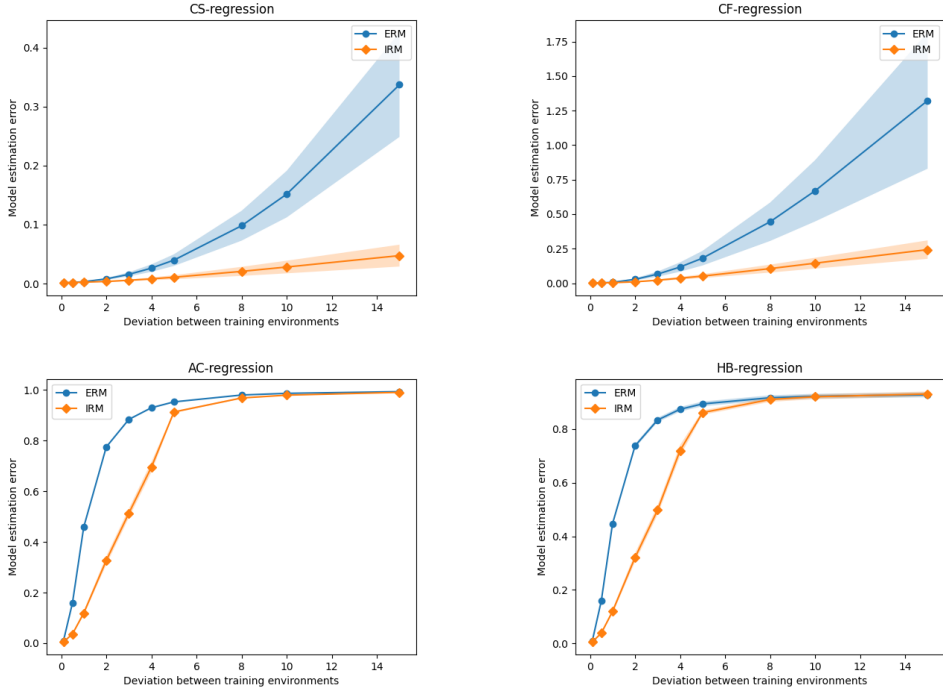 CS-regression
0.4
0.3
0.2
0.1
0.0
Model estimation error
ERM
IRM
0 2 4 6 8 10 12 14
Deviation between training environments
CF-regression
1.75
1.50
1.25
1.00
0.75
0.50
0.25
0.00
Model estimation error
ERM
IRM
0 2 4 6 8 10 12 14
Deviation between training environments
AC-regression
1.0
0.8
0.6
0.4
0.2
0.0
Model estimation error
ERM
IRM
0 2 4 6 8 10 12 14
Deviation between training environments
HB-regression
0.8
0.6
0.4
0.2
0.0
Model estimation error
ERM
IRM
0 2 4 6 8 10 12 14
Deviation between training environments